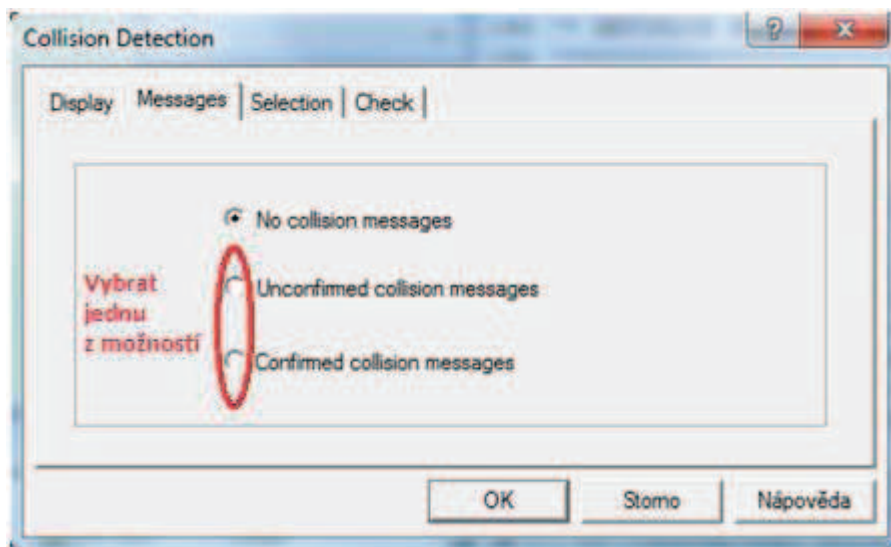 Collision Detection
Display Messages Selection Check
No collision messages
Vybrat
jednu
z možností
Unconfirmed collision messages
Confirmed collision messages
OK Storno Nápověda